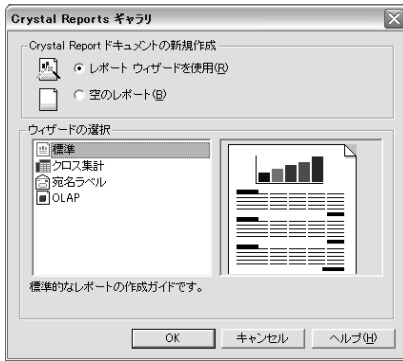 Crystal Reports ギャラリ
Crystal Report ドキュメントの新規作成
レポート ウィザードを使用(R)
空のレポート(B)
ウィザードの選択
標準
クロス集計
宛名ラベル
OLAP
標準的なレポートの作成ガイドです。
OK キャンセル ヘルプ(H)